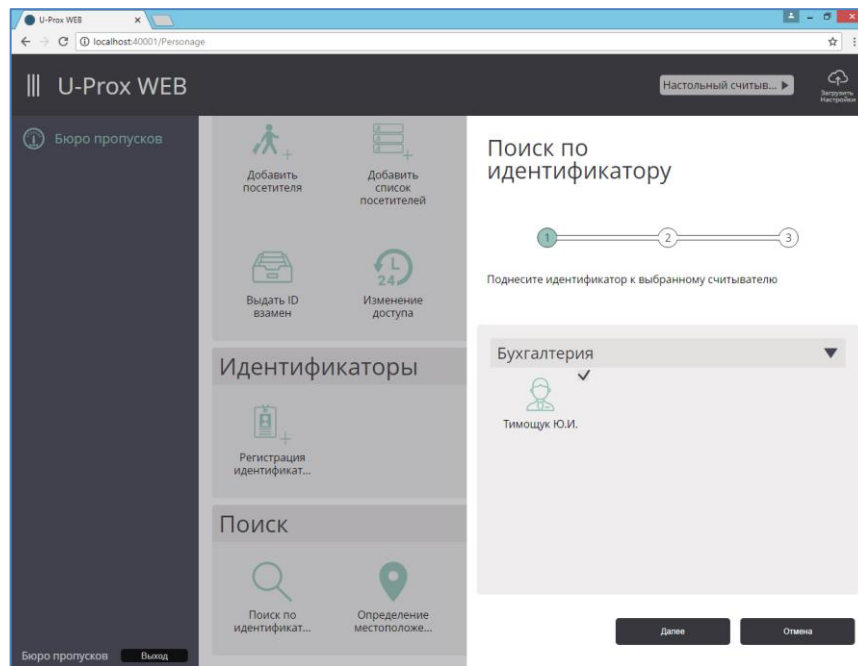 U-Prox WEB
localhost:40001/Personage
U-Prox WEB
Настольный считыв...
Загрузить
Настройки
Бюро пропусков
Добавить
посетителя
Добавить
список
посетителей
Выдать ID
взамен
24
Изменение
доступа
Идентификаторы
Регистрация
идентификат...
Поиск
Поиск по
идентификат...
Определение
местоположе...
Поиск по
идентификатору
1
2
3
Поднесите идентификатор к выбранному считывателю
Бухгалтерия
Тимощук Ю.И.
Далее
Отмена
Бюро пропусков
Выход